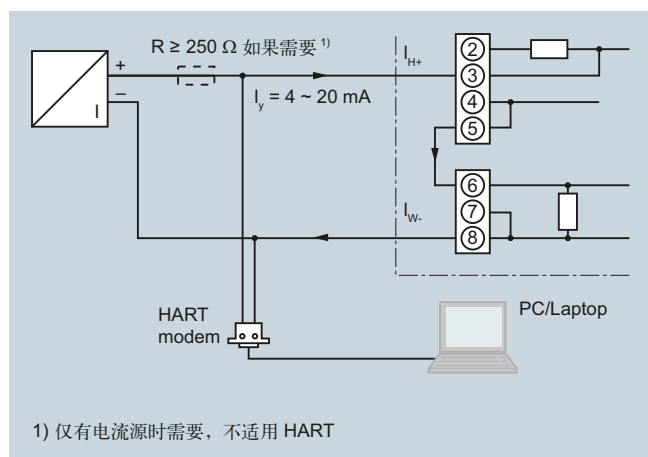 R ≥ 250 Ω 如果需要 1)
+
–
I
I_y = 4 ~ 20 mA
I_H+
2
3
4
5
6
7
8
I_W-
HART
modem
PC/Laptop
1) 仅有电流源时需要，不适用 HART